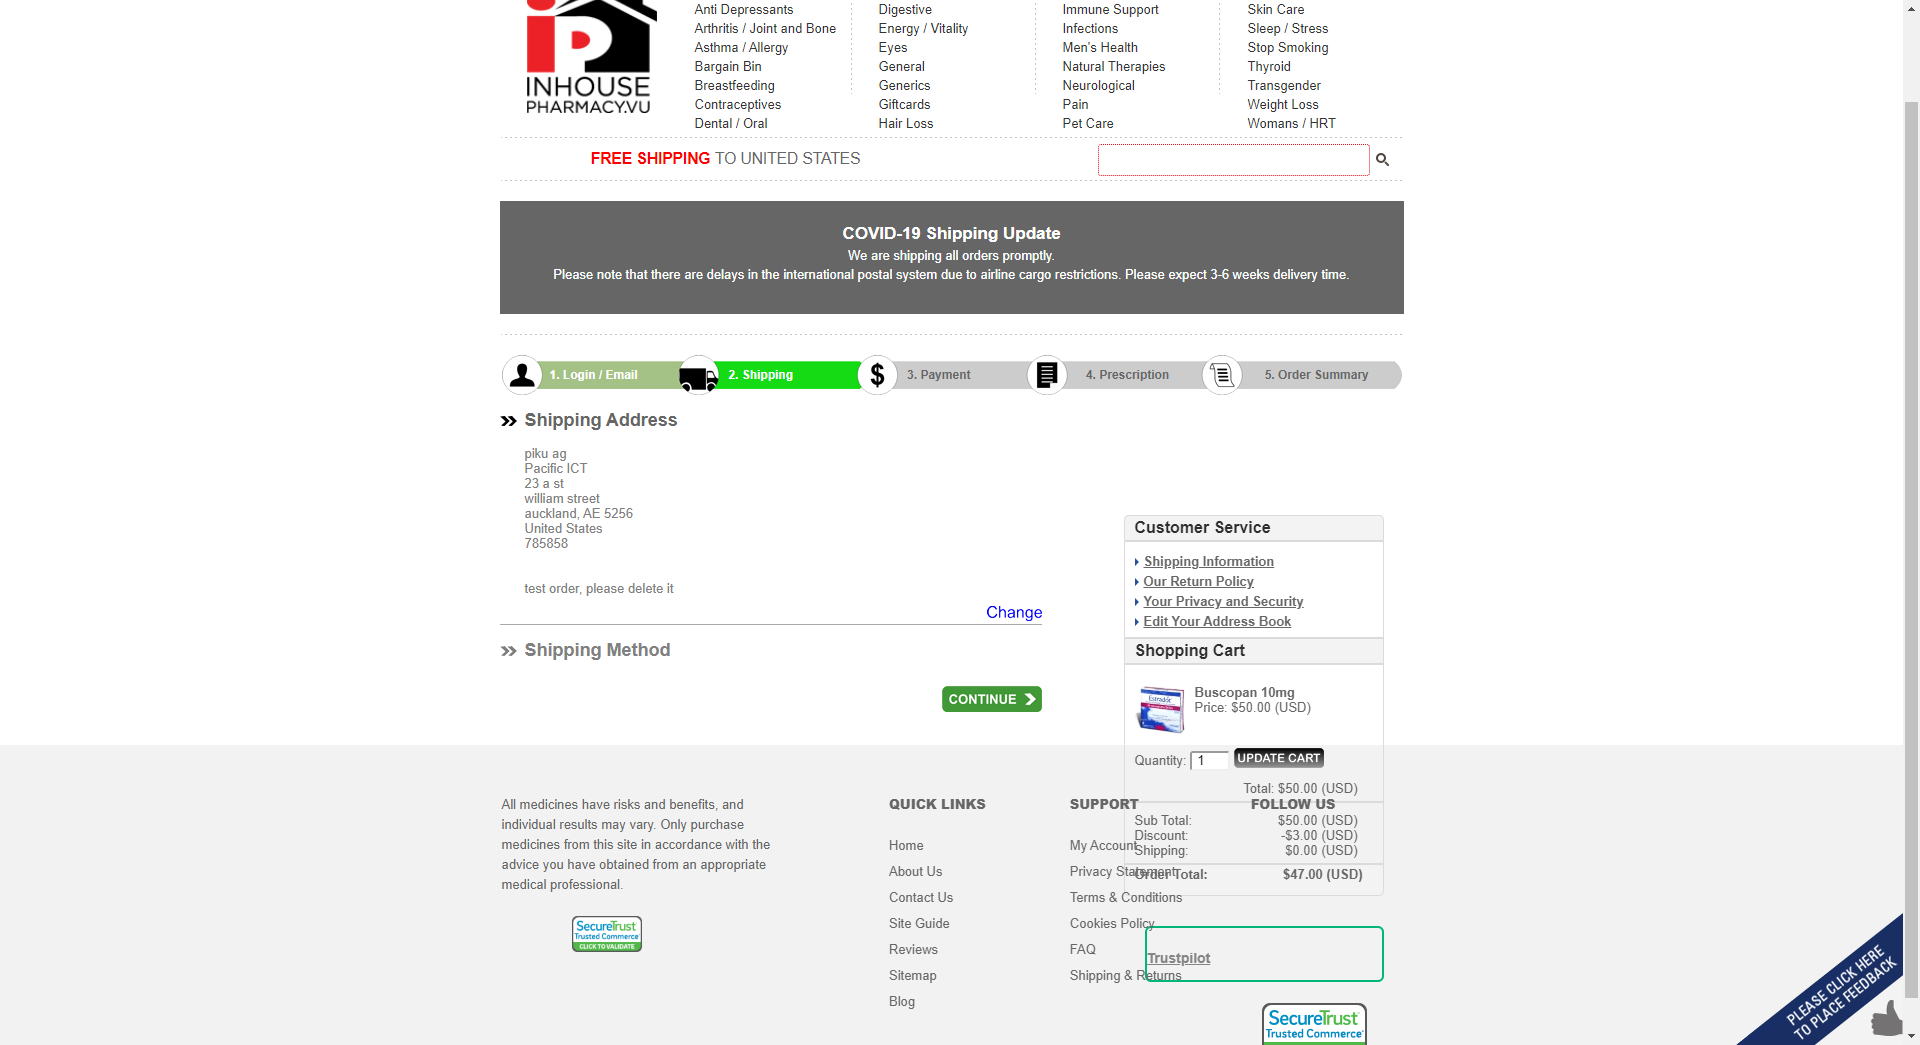 INHOUSE
PHARMACY.VU
Anti Depressants
Arthritis / Joint and Bone
Asthma / Allergy
Bargain Bin
Breastfeeding
Contraceptives
Dental / Oral
Digestive
Energy / Vitality
Eyes
General
Generics
Giftcards
Hair Loss
Immune Support
Infections
Men's Health
Natural Therapies
Neurological
Pain
Pet Care
Skin Care
Sleep / Stress
Stop Smoking
Thyroid
Transgender
Weight Loss
Womans / HRT
FREE SHIPPING TO UNITED STATES
COVID-19 Shipping Update
We are shipping all orders promptly.
Please note that there are delays in the international postal system due to airline cargo restrictions. Please expect 3-6 weeks delivery time.
1. Login / Email
2. Shipping
3. Payment
4. Prescription
5. Order Summary
Shipping Address
piku ag
Pacific ICT
23 a st
william street
auckland, AE 5256
United States
785858
test order, please delete it
Change
Shipping Method
CONTINUE
Customer Service
Shipping Information
Our Return Policy
Your Privacy and Security
Edit Your Address Book
Shopping Cart
Estradot
Buscopan 10mg
Price: $50.00 (USD)
Quantity: 1 UPDATE CART
Total: $50.00 (USD)
Sub Total: $50.00 (USD)
Discount: -$3.00 (USD)
Shipping: $0.00 (USD)
Order Total: $47.00 (USD)
Trustpilot
SecureTrust
Trusted Commerce
All medicines have risks and benefits, and
individual results may vary. Only purchase
medicines from this site in accordance with the
advice you have obtained from an appropriate
medical professional.
SecureTrust
Trusted Commerce
CLICK TO VALIDATE
QUICK LINKS
Home
About Us
Contact Us
Site Guide
Reviews
Sitemap
Blog
SUPPORT
My Account
Privacy Statement
Terms & Conditions
Cookies Policy
FAQ
Shipping & Returns
FOLLOW US
PLEASE CLICK HERE
TO PLACE FEEDBACK